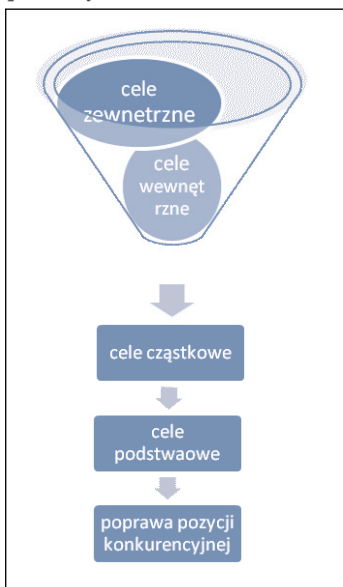 cele
zewnetrzne
cele
wewnęt
rzne
cele cząstkowe
cele
podstwaowe
poprawa pozycji
konkurencyjnej